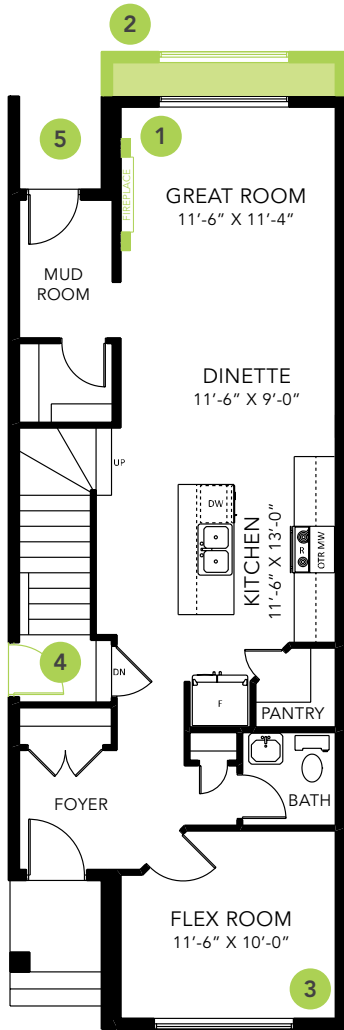 2
5
1
FIREPLACE
GREAT ROOM
11'-6" X 11'-4"
MUD
ROOM
DINETTE
11'-6" X 9'-0"
UP
DW
KITCHEN
11'-6" X 13'-0"
R
OTR MW
4
DN
F
PANTRY
BATH
FOYER
FLEX ROOM
11'-6" X 10'-0"
3